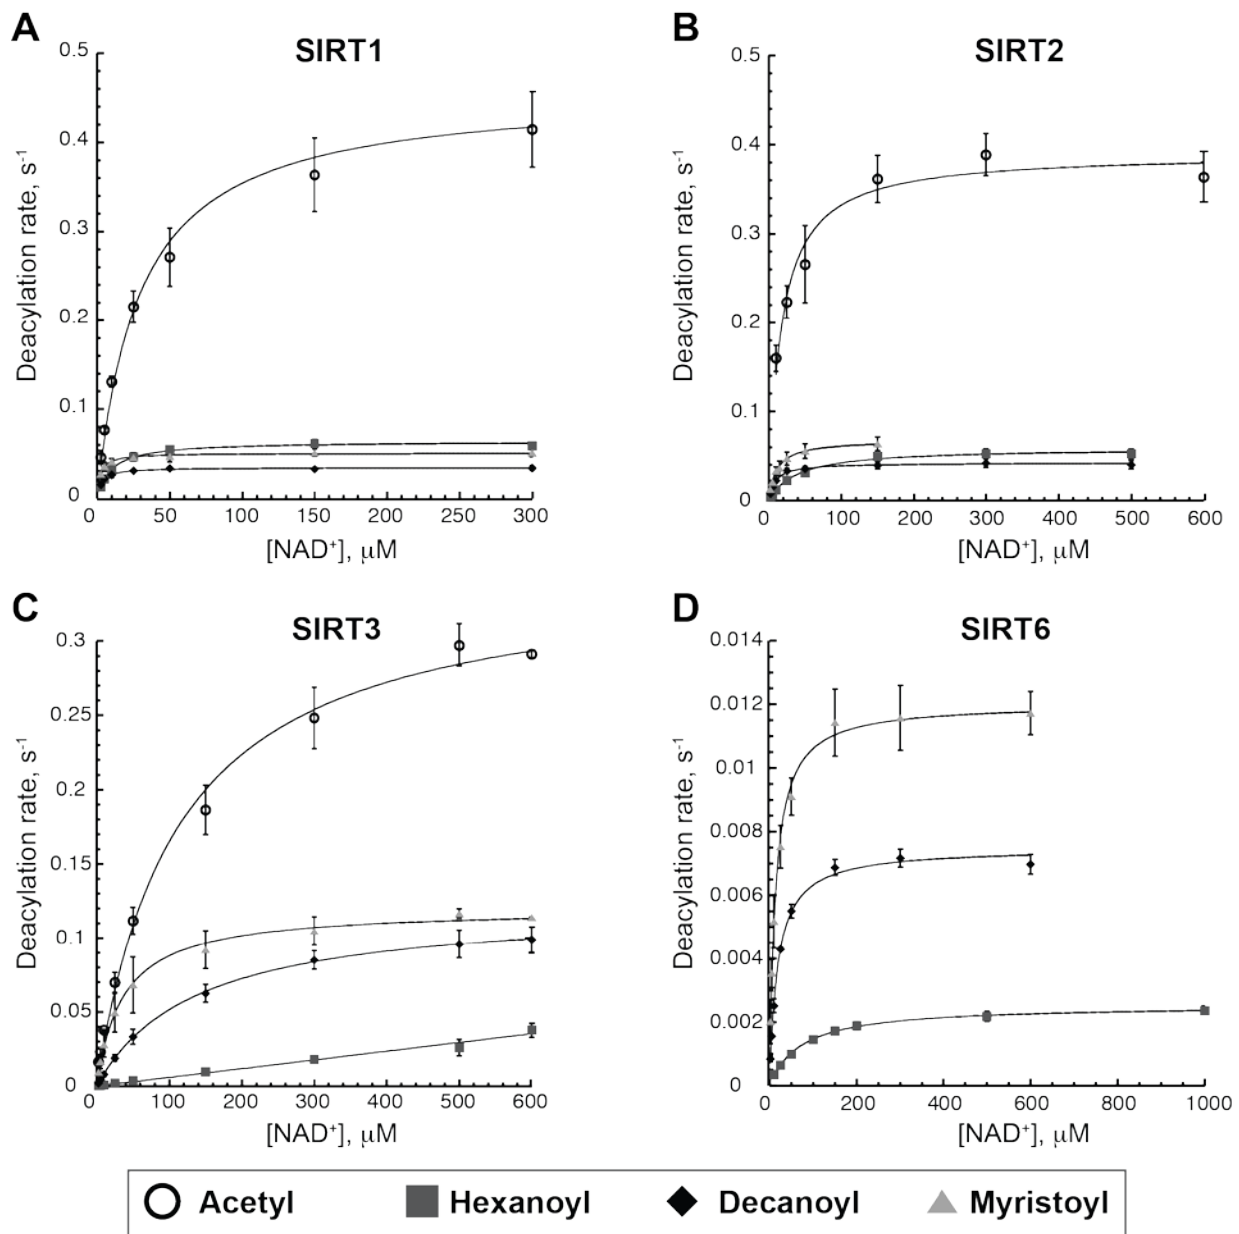 A
SIRT1
0.5
0.4
0.3
0.2
0.1
0
Deacylation rate, s⁻¹
0 50 100 150 200 250 300
[NAD⁺], μM
B
SIRT2
0.5
0.4
0.3
0.2
0.1
0
Deacylation rate, s⁻¹
0 100 200 300 400 500 600
[NAD⁺], μM
C
SIRT3
0.3
0.25
0.2
0.15
0.1
0.05
0
Deacylation rate, s⁻¹
0 100 200 300 400 500 600
[NAD⁺], μM
D
SIRT6
0.014
0.012
0.01
0.008
0.006
0.004
0.002
0
Deacylation rate, s⁻¹
0 200 400 600 800 1000
[NAD⁺], μM
Acetyl Hexanoyl Decanoyl Myristoyl